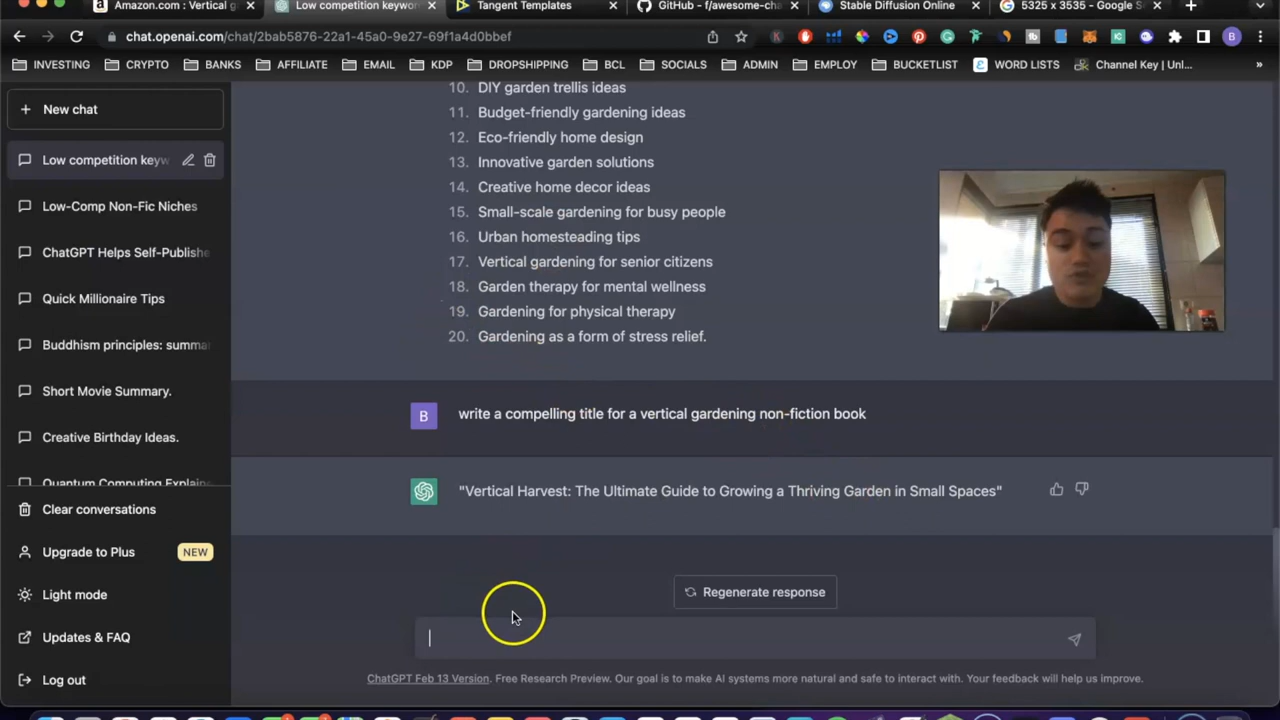 Amazon.com : Vertical g
Low competition keywor
Tangent Templates
GitHub - f/awesome-cha
Stable Diffusion Online
5325 x 3535 - Google S
chat.openai.com/chat/2bab5876-22a1-45a0-9e27-69f1a4d0bbef
INVESTING
CRYPTO
BANKS
AFFILIATE
EMAIL
KDP
DROPSHIPPING
BCL
SOCIALS
ADMIN
EMPLOY
BUCKETLIST
WORD LISTS
Channel Key | Unl...
New chat
Low competition keyw
Low-Comp Non-Fic Niches
ChatGPT Helps Self-Publishe
Quick Millionaire Tips
Buddhism principles: summa
Short Movie Summary.
Creative Birthday Ideas.
Quantum Computing Explain
Clear conversations
Upgrade to Plus NEW
Light mode
Updates & FAQ
Log out
10. DIY garden trellis ideas
11. Budget-friendly gardening ideas
12. Eco-friendly home design
13. Innovative garden solutions
14. Creative home decor ideas
15. Small-scale gardening for busy people
16. Urban homesteading tips
17. Vertical gardening for senior citizens
18. Garden therapy for mental wellness
19. Gardening for physical therapy
20. Gardening as a form of stress relief.
B write a compelling title for a vertical gardening non-fiction book
"Vertical Harvest: The Ultimate Guide to Growing a Thriving Garden in Small Spaces"
Regenerate response
ChatGPT Feb 13 Version. Free Research Preview. Our goal is to make AI systems more natural and safe to interact with. Your feedback will help us improve.